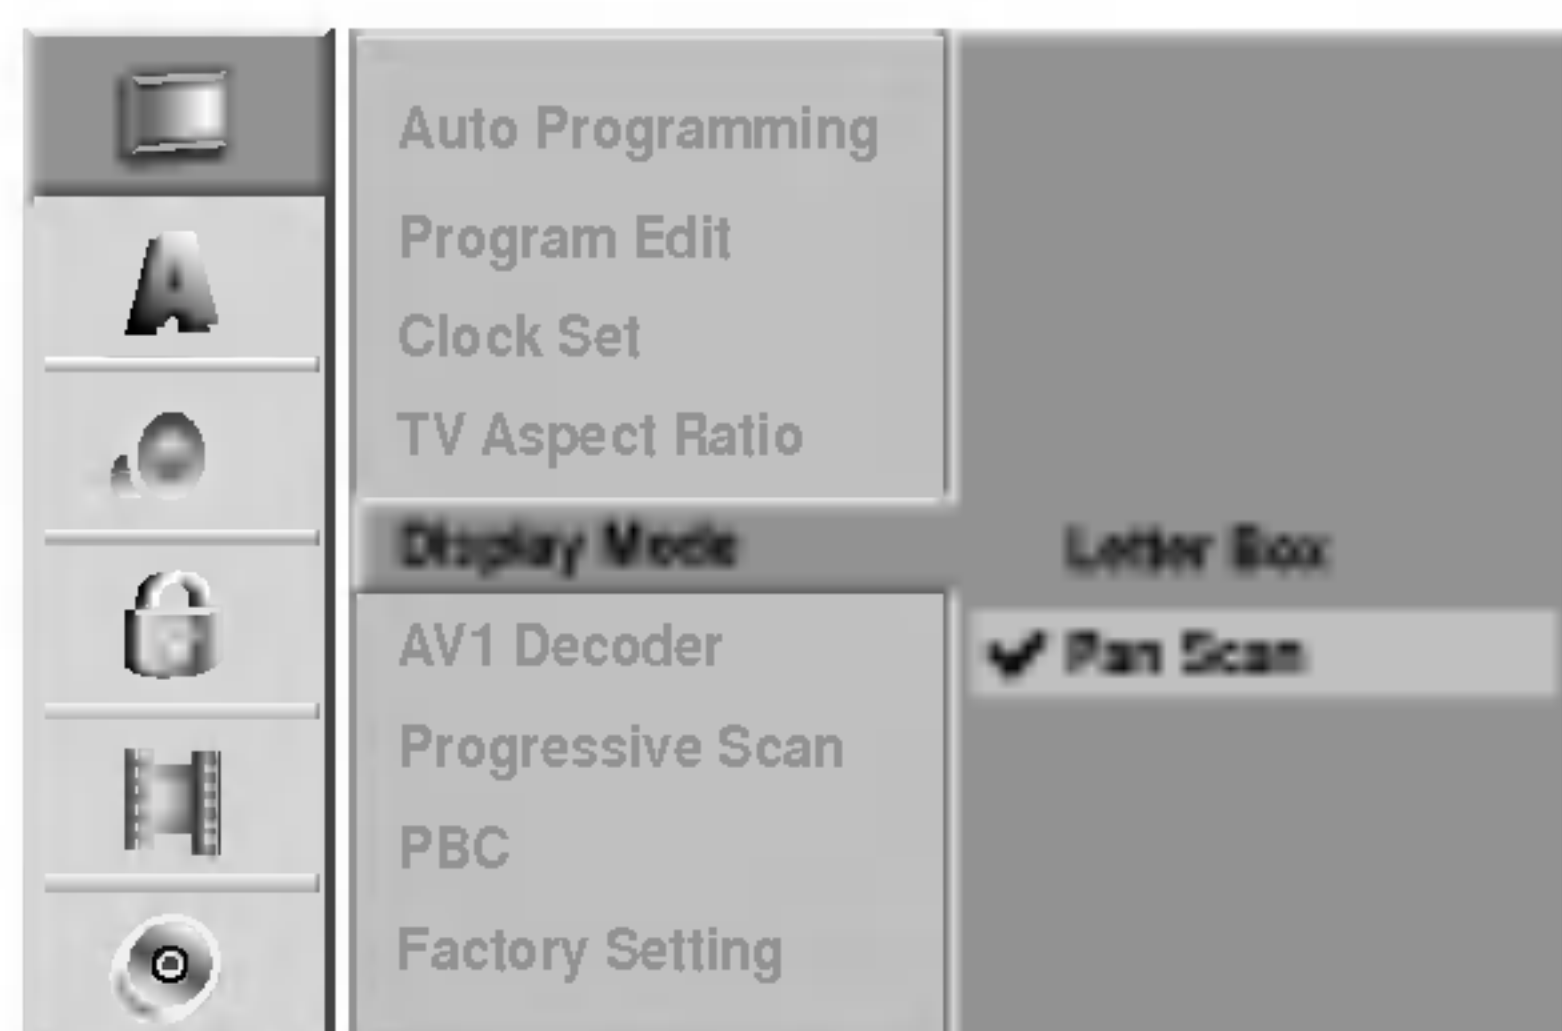 Auto Programming
Program Edit
Clock Set
TV Aspect Ratio
Display Mode
Letter Box
AV1 Decoder
Pan Scan
Progressive Scan
PBC
Factory Setting